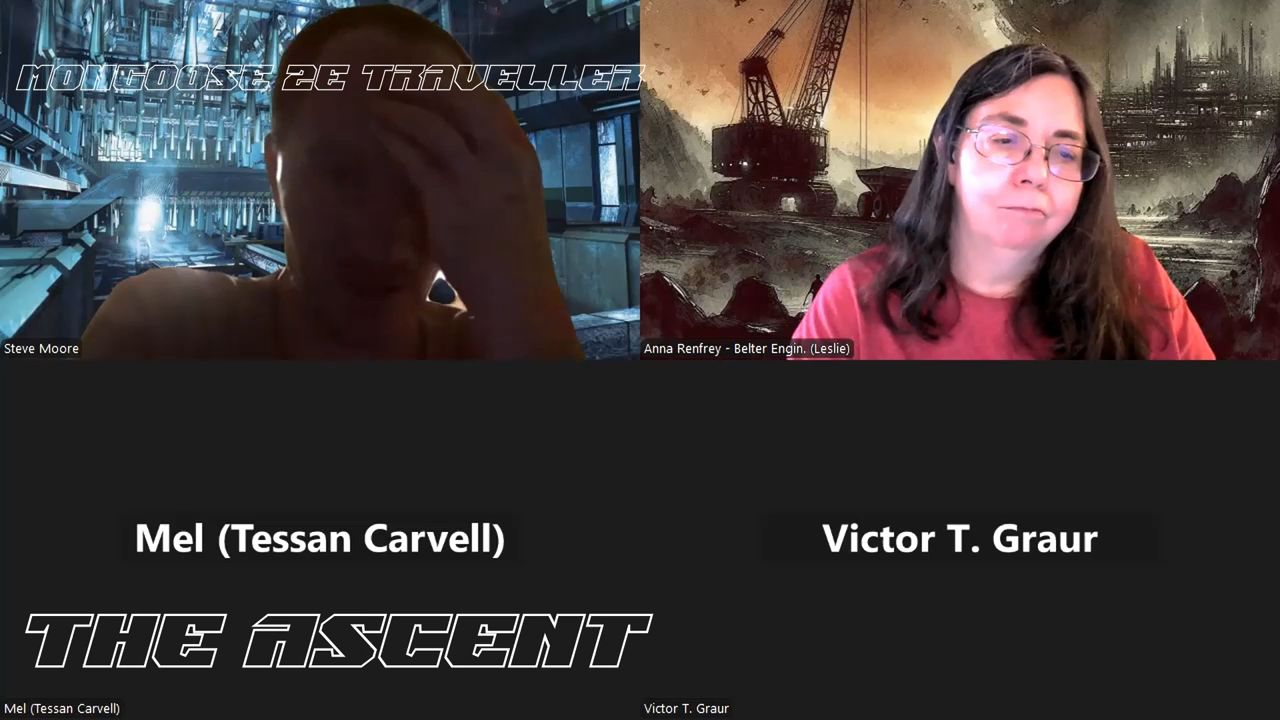 MONGOOSE 2E TRAVELLER
Steve Moore
Anna Renfrey - Belter Engin. (Leslie)
Mel (Tessan Carvell)
Victor T. Graur
THE ASCENT
Mel (Tessan Carvell)
Victor T. Graur